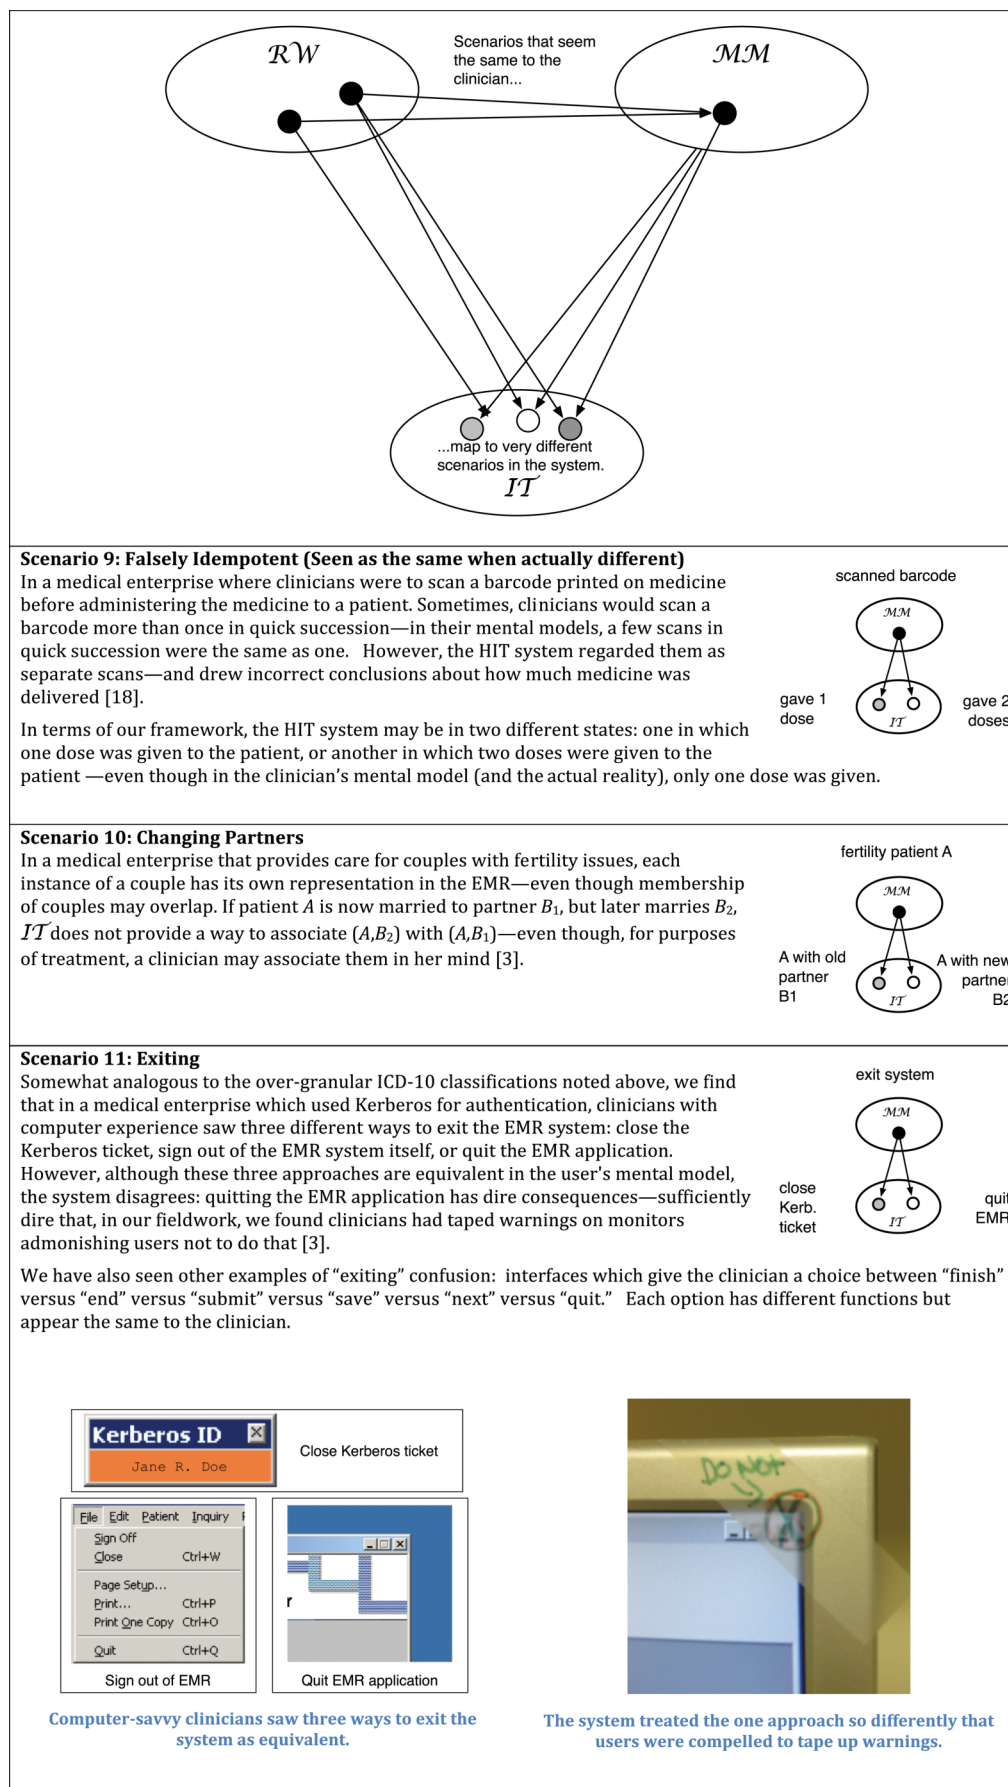 RW
Scenarios that seem
the same to the
clinician...
MM
...map to very different
scenarios in the system.
IT
Scenario 9: Falsely Idempotent (Seen as the same when actually different)
In a medical enterprise where clinicians were to scan a barcode printed on medicine
before administering the medicine to a patient. Sometimes, clinicians would scan a
barcode more than once in quick succession—in their mental models, a few scans in
quick succession were the same as one.   However, the HIT system regarded them as
separate scans—and drew incorrect conclusions about how much medicine was
delivered [18].
In terms of our framework, the HIT system may be in two different states: one in which
one dose was given to the patient, or another in which two doses were given to the
patient —even though in the clinician's mental model (and the actual reality), only one dose was given.
scanned barcode
MM
gave 1
dose
IT
gave 2
doses
Scenario 10: Changing Partners
In a medical enterprise that provides care for couples with fertility issues, each
instance of a couple has its own representation in the EMR—even though membership
of couples may overlap. If patient A is now married to partner B1, but later marries B2,
IT does not provide a way to associate (A,B2) with (A,B1)—even though, for purposes
of treatment, a clinician may associate them in her mind [3].
fertility patient A
MM
A with old
partner
B1
IT
A with new
partner
B2
Scenario 11: Exiting
Somewhat analogous to the over-granular ICD-10 classifications noted above, we find
that in a medical enterprise which used Kerberos for authentication, clinicians with
computer experience saw three different ways to exit the EMR system: close the
Kerberos ticket, sign out of the EMR system itself, or quit the EMR application.
However, although these three approaches are equivalent in the user's mental model,
the system disagrees: quitting the EMR application has dire consequences—sufficiently
dire that, in our fieldwork, we found clinicians had taped warnings on monitors
admonishing users not to do that [3].
exit system
MM
close
Kerb.
ticket
IT
quit
EMR
We have also seen other examples of “exiting” confusion:  interfaces which give the clinician a choice between “finish”
versus “end” versus “submit” versus “save” versus “next” versus “quit.”   Each option has different functions but
appear the same to the clinician.
Kerberos ID
Jane R. Doe
Close Kerberos ticket
File Edit Patient Inquiry
Sign Off
Close Ctrl+W
Page Setup...
Print... Ctrl+P
Print One Copy Ctrl+O
Quit Ctrl+Q
Sign out of EMR
r
Quit EMR application
DO NOT
X
Computer-savvy clinicians saw three ways to exit the
system as equivalent.
The system treated the one approach so differently that
users were compelled to tape up warnings.